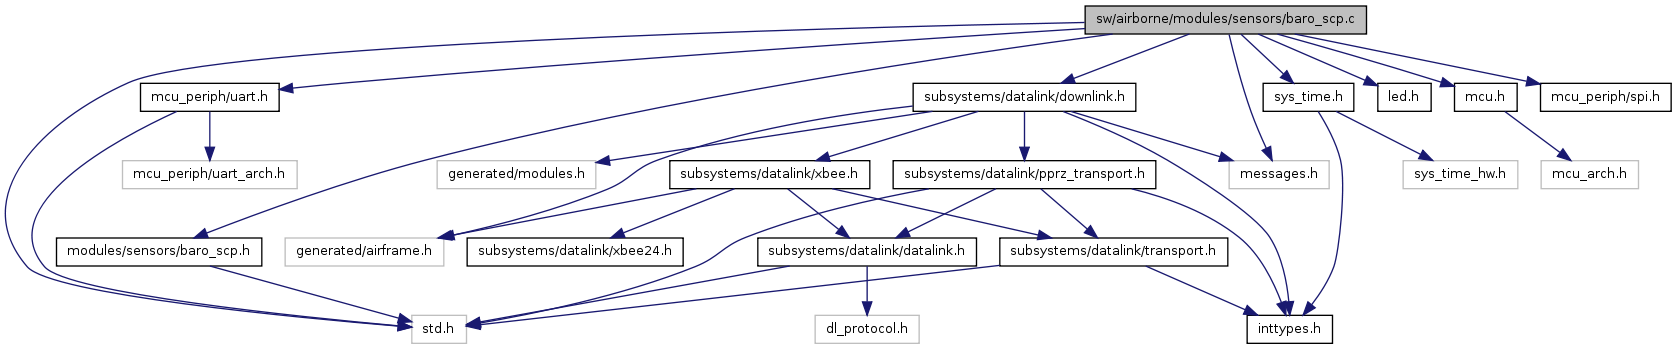 sw/airborne/modules/sensors/baro_scp.c
mcu_periph/uart.h
subsystems/datalink/downlink.h
sys_time.h
led.h
mcu.h
mcu_periph/spi.h
mcu_periph/uart_arch.h
generated/modules.h
subsystems/datalink/xbee.h
subsystems/datalink/pprz_transport.h
messages.h
sys_time_hw.h
mcu_arch.h
modules/sensors/baro_scp.h
generated/airframe.h
subsystems/datalink/xbee24.h
subsystems/datalink/datalink.h
subsystems/datalink/transport.h
std.h
dl_protocol.h
inttypes.h